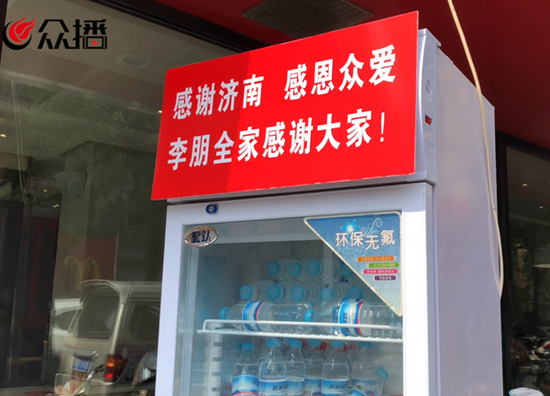 众播
感谢济南 感恩众爱
李朋全家感谢大家！
环保无氟